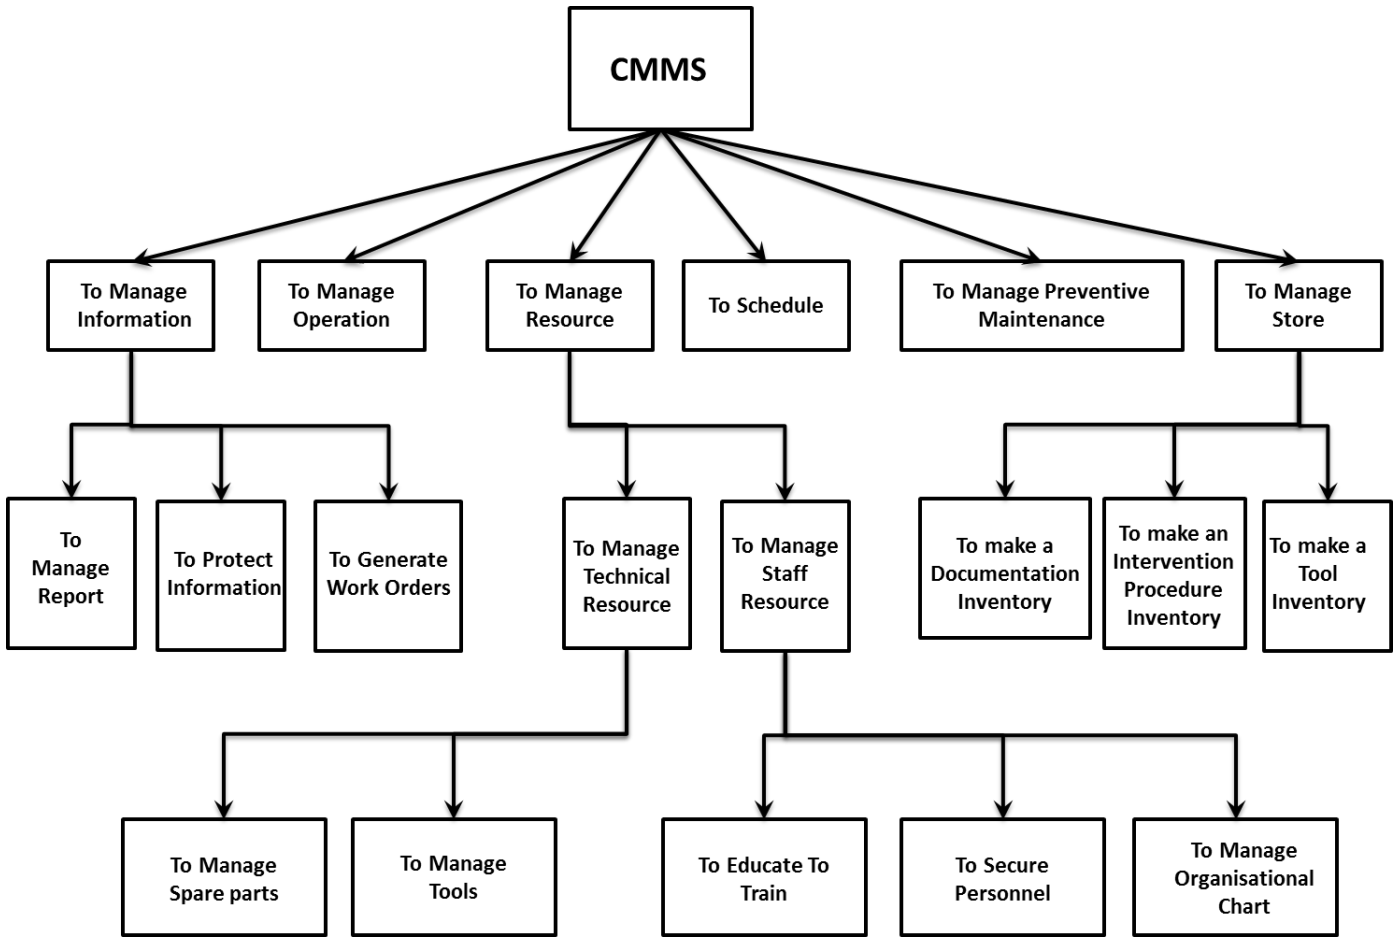 CMMS
To Manage
Information
To Manage
Operation
To Manage
Resource
To Schedule
To Manage Preventive
Maintenance
To Manage
Store
To
Manage
Report
To Protect
Information
To Generate
Work Orders
To Manage
Technical
Resource
To Manage
Staff
Resource
To make a
Documentation
Inventory
To make an
Intervention
Procedure
Inventory
To make a
Tool
Inventory
To Manage
Spare parts
To Manage
Tools
To Educate To
Train
To Secure
Personnel
To Manage
Organisational
Chart